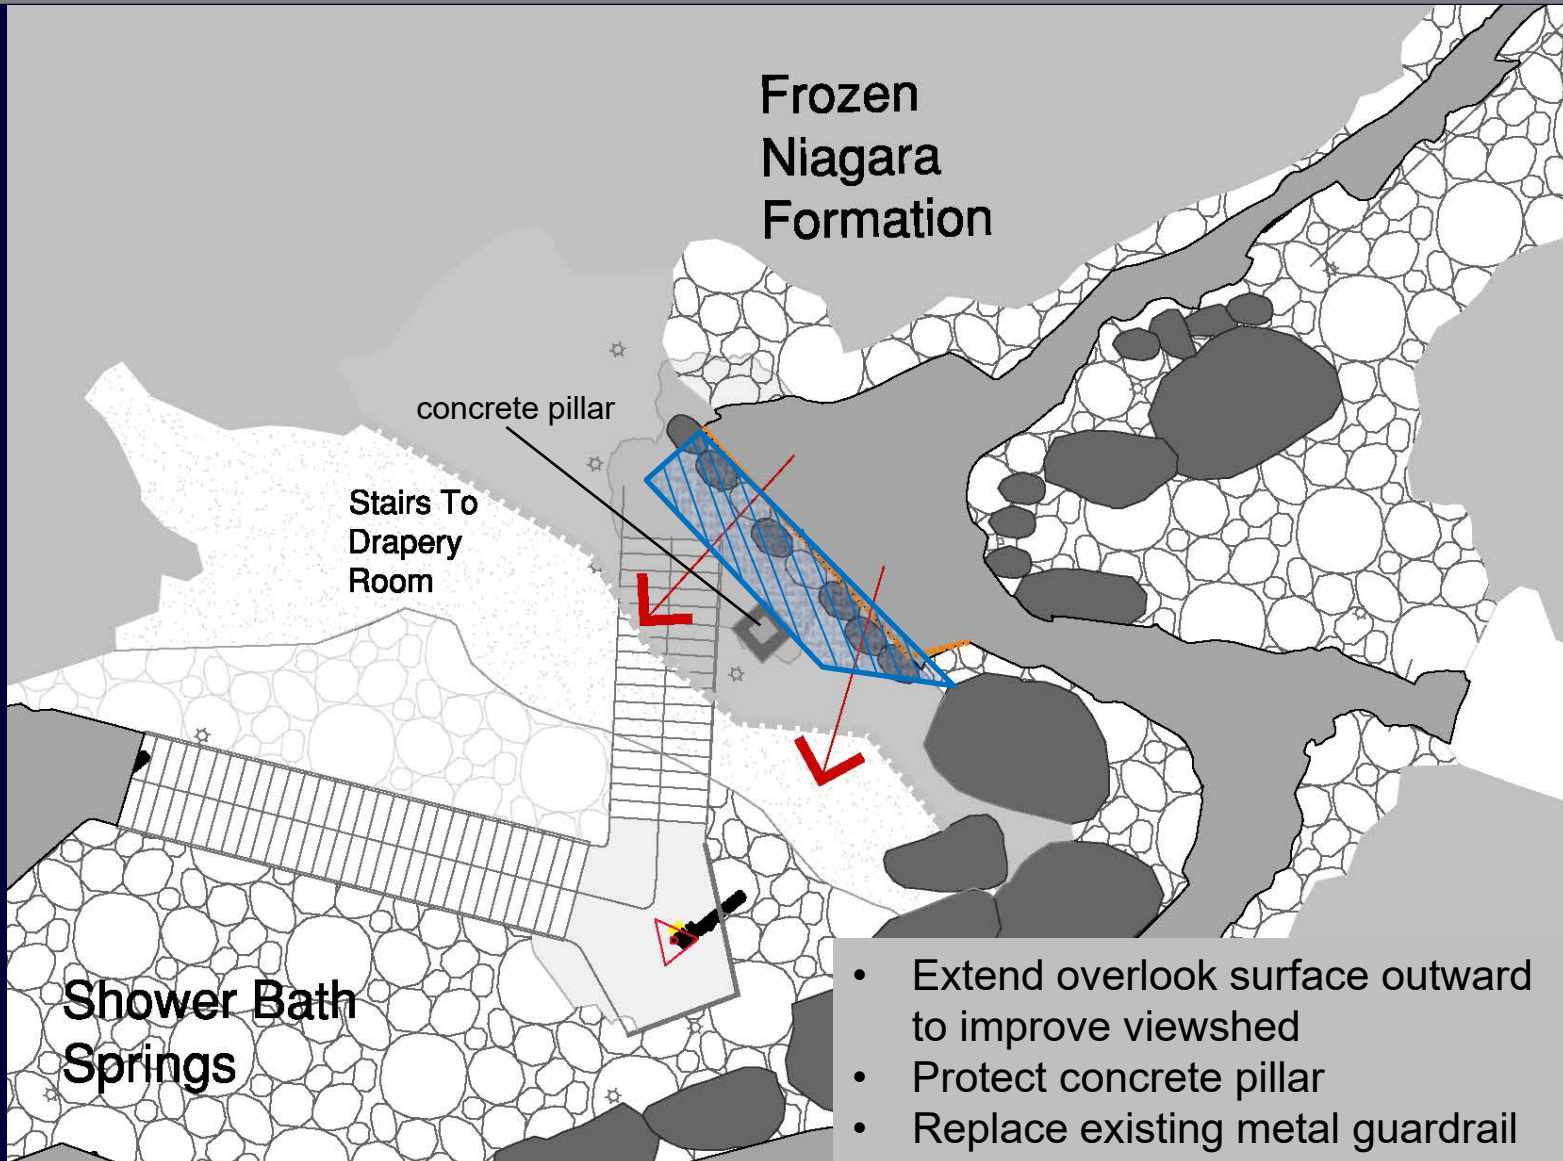 Frozen
Niagara
Formation
concrete pillar
Stairs To
Drapery
Room
Shower Bath
Springs
• Extend overlook surface outward
to improve viewshed
• Protect concrete pillar
• Replace existing metal guardrail